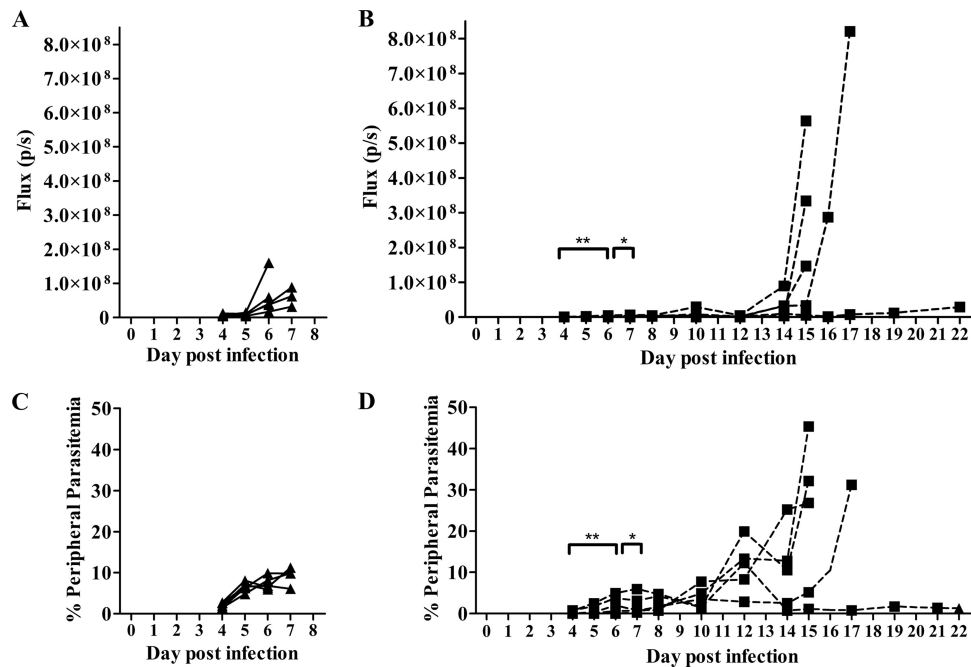 A
8.0×10⁸
7.0×10⁸
6.0×10⁸
5.0×10⁸
4.0×10⁸
3.0×10⁸
2.0×10⁸
1.0×10⁸
0
Flux (p/s)
0 1 2 3 4 5 6 7 8
Day post infection
B
8.0×10⁸
7.0×10⁸
6.0×10⁸
5.0×10⁸
4.0×10⁸
3.0×10⁸
2.0×10⁸
1.0×10⁸
0
Flux (p/s)
** *
0 1 2 3 4 5 6 7 8 9 10 11 12 13 14 15 16 17 19 20 21 22
Day post infection
C
50
40
30
20
10
0
% Peripheral Parasitemia
0 1 2 3 4 5 6 7 8
Day post infection
D
50
40
30
20
10
0
% Peripheral Parasitemia
** *
0 1 2 3 4 5 6 7 8 10 12 14 15 17 19 21 22
Day post infection